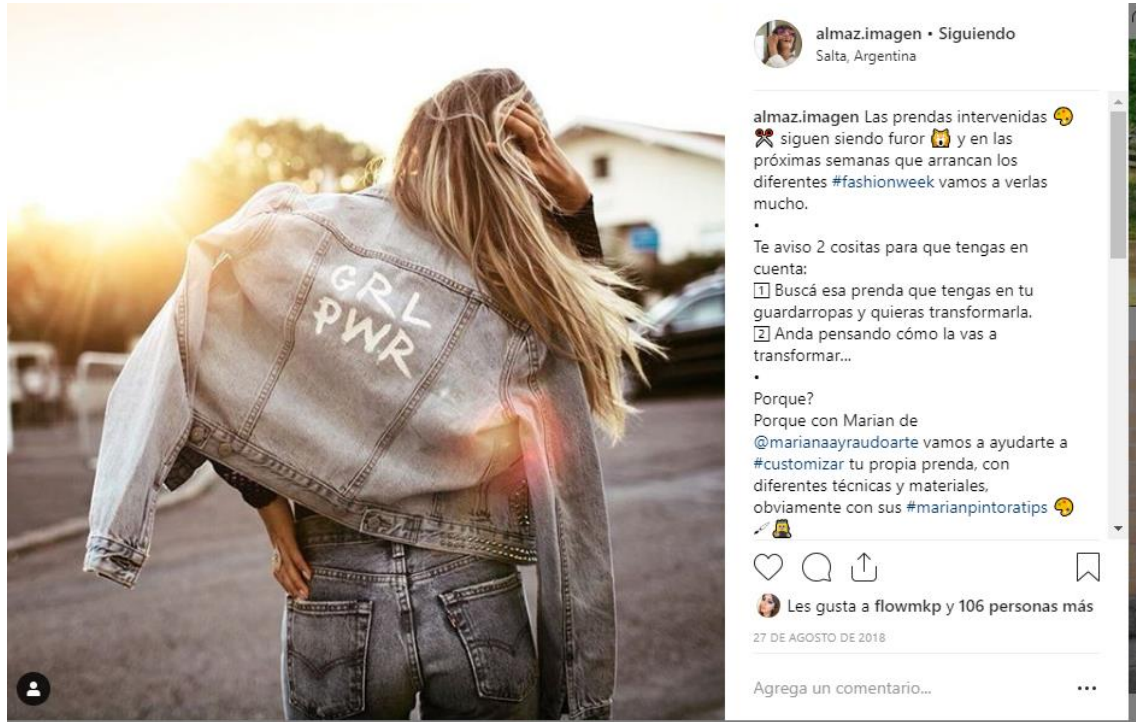 GRL
PWR
almaz.imagen • Siguiendo
Salta, Argentina
almaz.imagen Las prendas intervenidas 🎨
✂️ siguen siendo furor 🙀 y en las
próximas semanas que arrancan los
diferentes #fashionweek vamos a verlas
mucho.
•
Te aviso 2 cositas para que tengas en
cuenta:
1 Buscá esa prenda que tengas en tu
guardarropas y quieras transformarla.
2 Anda pensando cómo la vas a
transformar...
•
Porque?
Porque con Marian de
@marianaayraudoarte vamos a ayudarte a
#customizar tu propia prenda, con
diferentes técnicas y materiales,
obviamente con sus #marianpintoratips 🎨
Les gusta a flowmkp y 106 personas más
27 DE AGOSTO DE 2018
Agrega un comentario...